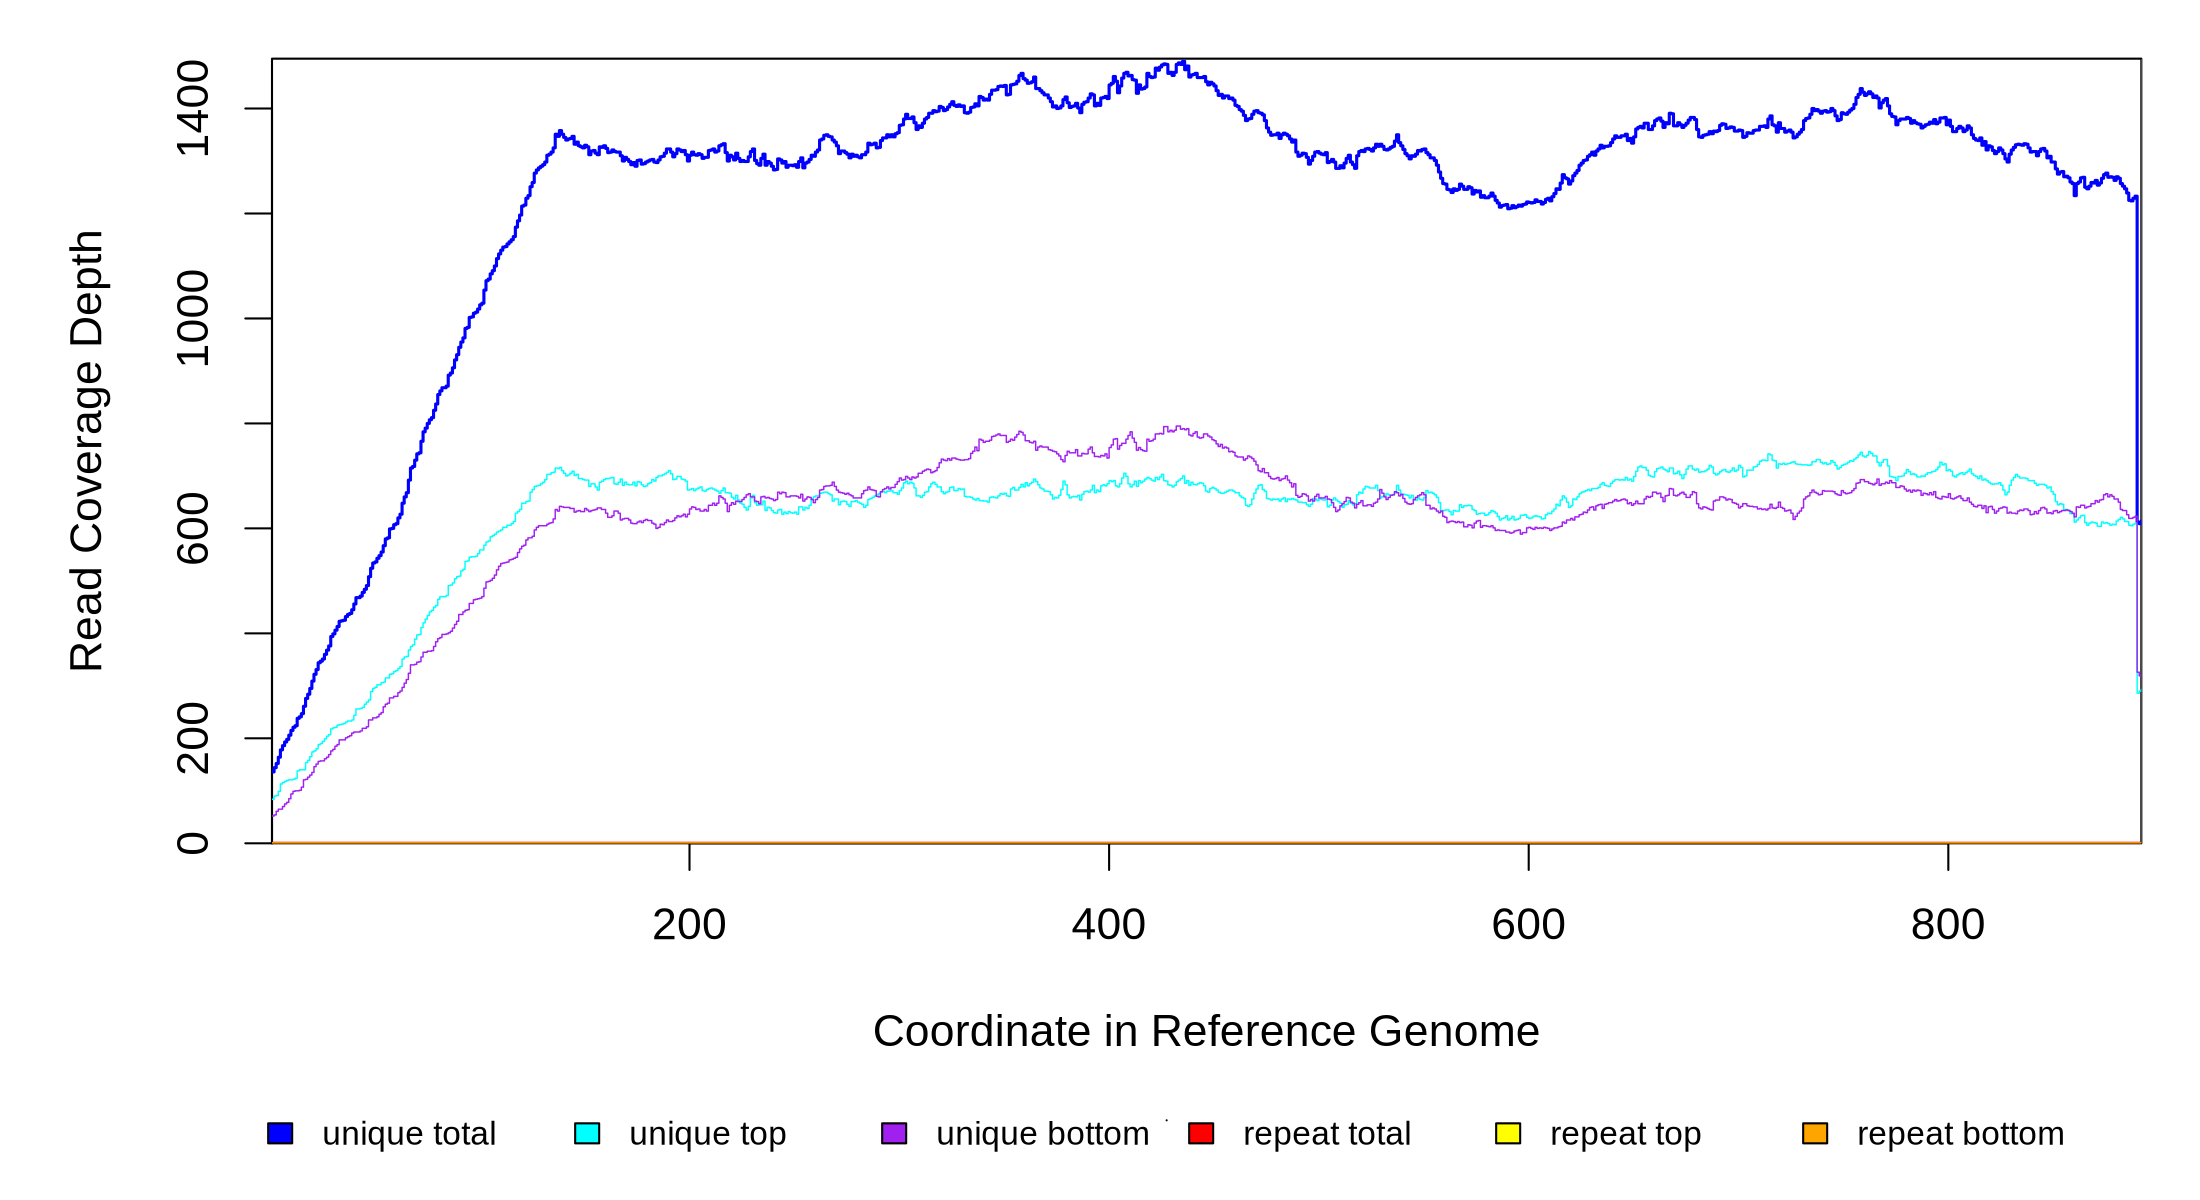 1400
1000
600
200
0
Read Coverage Depth
200 400 600 800
Coordinate in Reference Genome
unique total unique top unique bottom repeat total repeat top repeat bottom